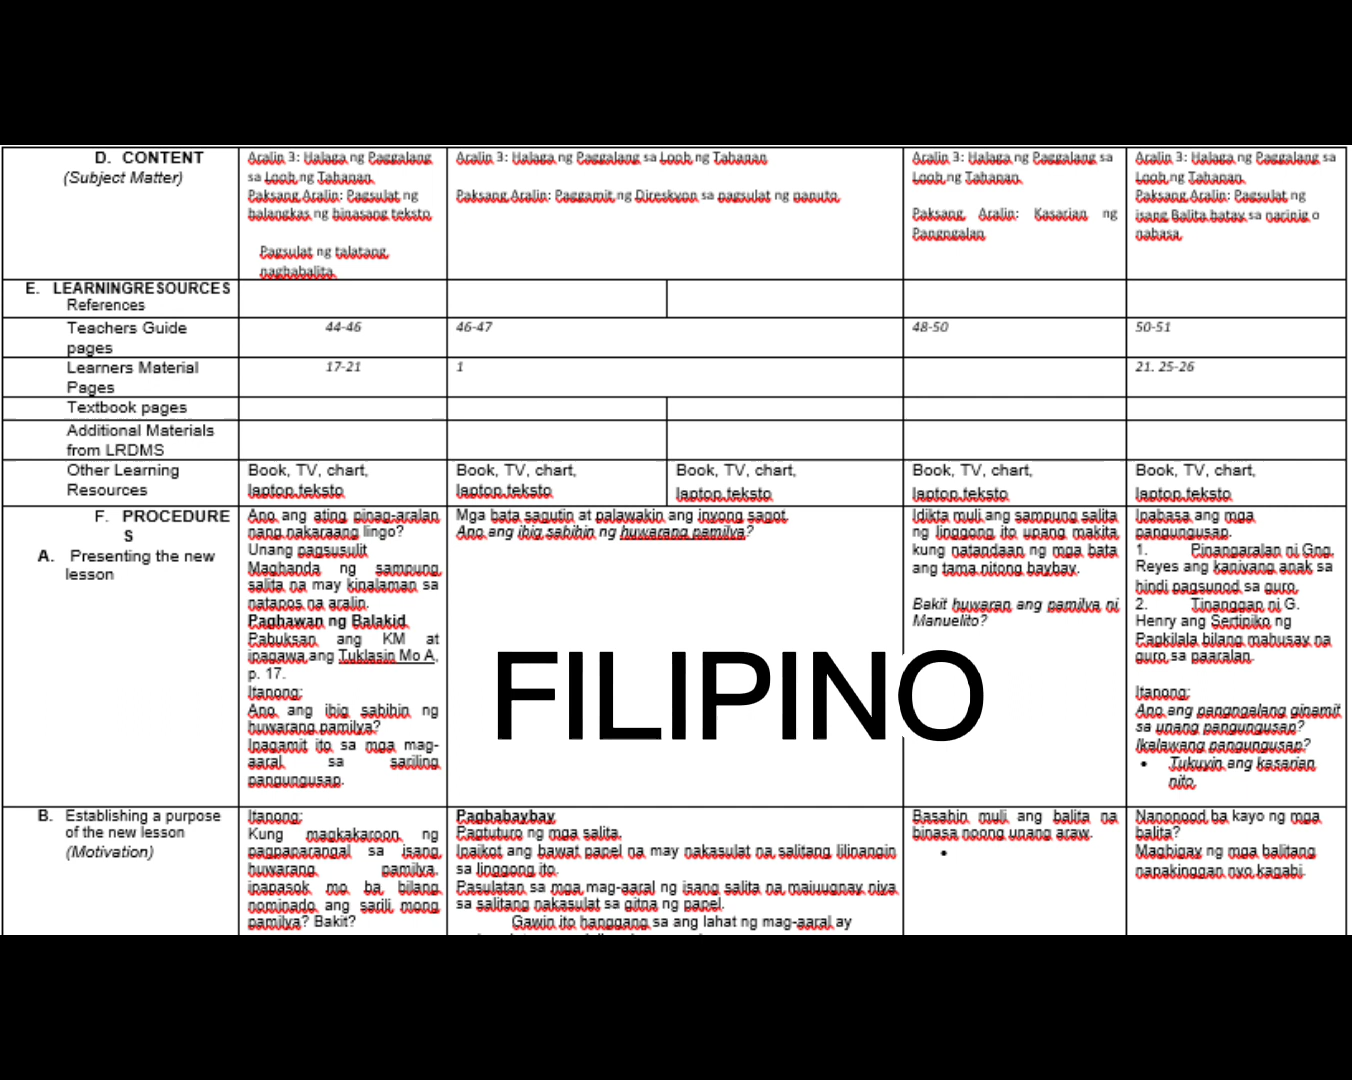 D. CONTENT
(Subject Matter)
Aralin 3: Halaga ng Paggalang
sa Loob ng Tahanan
Paksang Aralin: Pagsulat ng
balangkas ng binasang teksto
Pagsulat ng talatang
nagbabalita
Aralin 3: Halaga ng Paggalang sa Loob ng Tahanan
Paksang Aralin: Paggamit ng Direskyon sa pagsulat ng panuto.
Aralin 3: Halaga ng Paggalang sa
Loob ng Tahanan
Paksang Aralin: Kasarian ng
Pangngalan
Aralin 3: Halaga ng Paggalang sa
Loob ng Tahanan
Paksang Aralin: Pagsulat ng
isang Balita batay sa narinig o
nabasa.
E. LEARNINGRESOURCES
References
Teachers Guide
pages
44-46
46-47
48-50
50-51
Learners Material
Pages
17-21
1
21. 25-26
Textbook pages
Additional Materials
from LRDMS
Other Learning
Resources
Book, TV, chart,
laptop,teksto
Book, TV, chart,
laptop,teksto
Book, TV, chart,
laptop,teksto
Book, TV, chart,
laptop,teksto
Book, TV, chart,
laptop,teksto
F. PROCEDURE
S
A. Presenting the new
lesson
Ano ang ating pinag-aralan
nang nakaraang lingo?
Unang pagsusulit
Maghanda ng sampung
salita na may kinalaman sa
natapos na aralin.
Paghawan ng Balakid
Pabuksan ang KM at
ipagawa ang Tuklasin Mo A,
p. 17.
Itanong:
Ano ang ibig sabihin ng
huwarang pamilya?
Ipagamit ito sa mga mag-
aaral sa sariling
pangungusap.
Mga bata sagutin at palawakin ang inyong sagot.
Ano ang ibig sabihin ng huwarang pamilya?
Idikta muli ang sampung salita
ng linggong ito upang makita
kung natandaan ng mga bata
ang tama nitong baybay.
Bakit huwaran ang pamilya ni
Manuelito?
Ipabasa ang mga
pangungusap.
1. Pinangaralan ni Gng.
Reyes ang kaniyang anak sa
hindi pagsunod sa guro.
2. Tinanggap ni G.
Henry ang Sertipiko ng
Pagkilala bilang mahusay na
guro sa paaralan.
Itanong:
Ano ang pangngalang ginamit
sa unang pangungusap?
Ikalawang pangungusap?
• Tukuyin ang kasarian
nito.
FILIPINO
B. Establishing a purpose
of the new lesson
(Motivation)
Itanong:
Kung magkakaroon ng
pagpaparangal sa isang
huwarang pamilya,
ipapasok mo ba bilang
nominado ang sarili mong
pamilya? Bakit?
Pagbabaybay
Pagtuturo ng mga salita.
Ipaikot ang bawat papel na may nakasulat na salitang lilinangin
sa linggong ito.
Pasulatan sa mga mag-aaral ng isang salita na maiuugnay niya
sa salitang nakasulat sa gitna ng papel.
Gawin ito hanggang sa ang lahat ng mag-aaral ay
Basahin muli ang balita na
binasa noong unang araw.
•
Nanonood ba kayo ng mga
balita?
Magbigay ng mga balitang
napakinggan nyo kagabi.